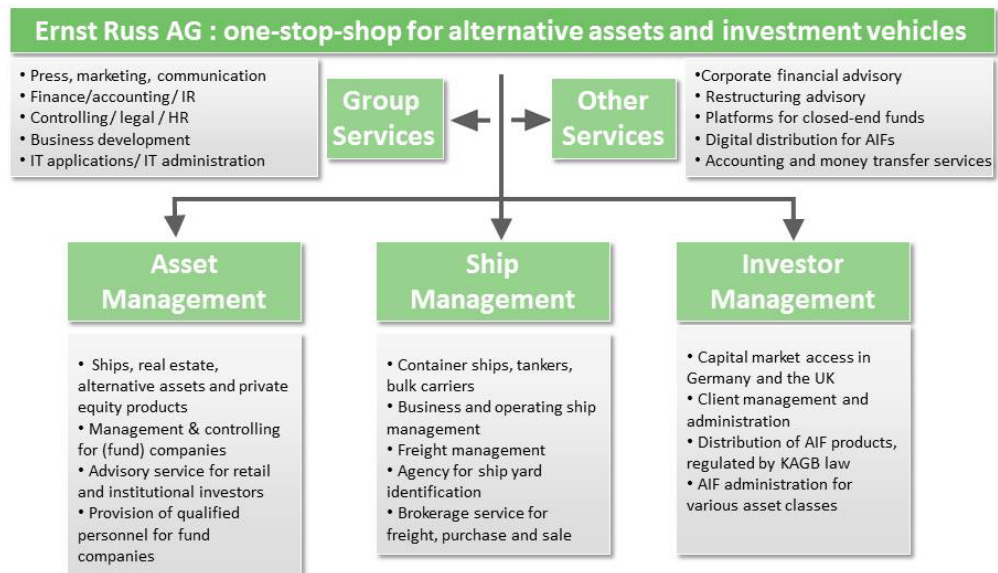 Ernst Russ AG : one-stop-shop for alternative assets and investment vehicles
• Press, marketing, communication
• Finance/accounting/ IR
• Controlling/ legal / HR
• Business development
• IT applications/ IT administration
Group
Services
Other
Services
•Corporate financial advisory
• Restructuring advisory
• Platforms for closed-end funds
• Digital distribution for AIFs
• Accounting and money transfer services
Asset
Management
• Ships, real estate,
alternative assets and private
equity products
• Management & controlling
for (fund) companies
• Advisory service for retail
and institutional investors
• Provision of qualified
personnel for fund
companies
Ship
Management
• Container ships, tankers,
bulk carriers
• Business and operating ship
management
• Freight management
• Agency for ship yard
identification
• Brokerage service for
freight, purchase and sale
Investor
Management
• Capital market access in
Germany and the UK
• Client management and
administration
• Distribution of AIF products,
regulated by KAGB law
• AIF administration for
various asset classes